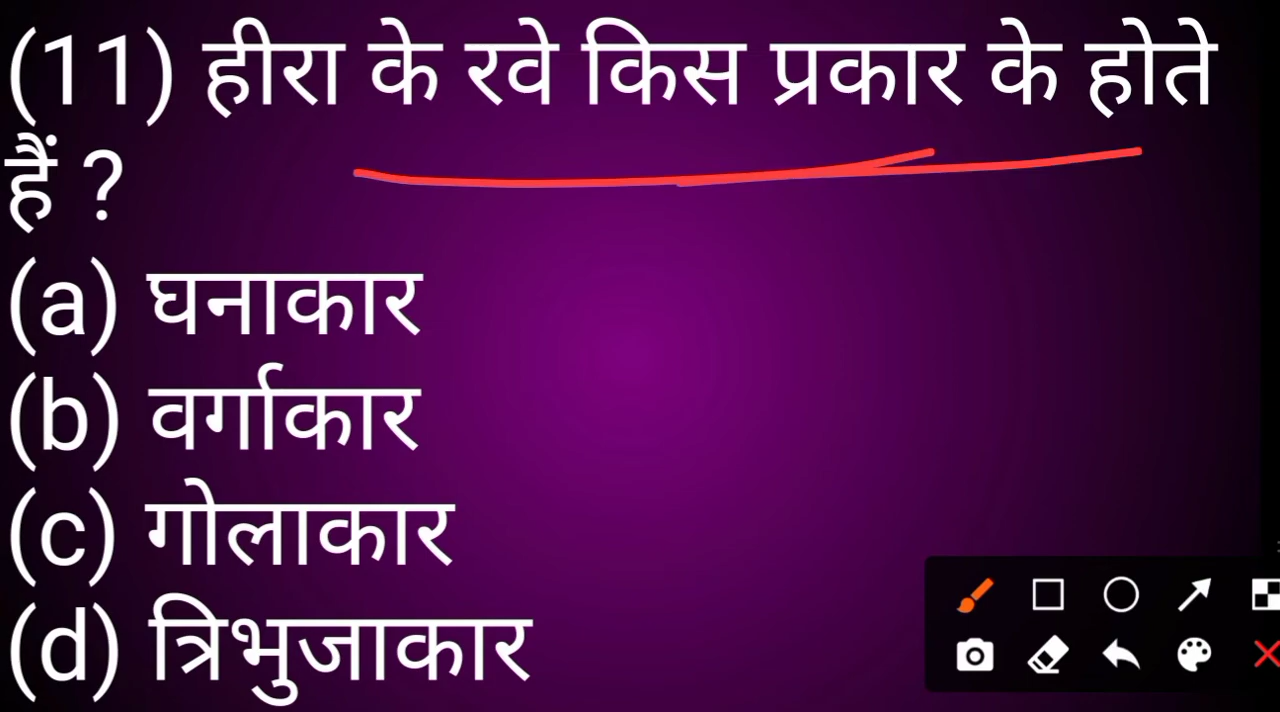 (11) हीरा के रवे किस प्रकार के होते
हैं ?
(a) घनाकार
(b) वर्गाकार
(c) गोलाकार
(d) त्रिभुजाकार